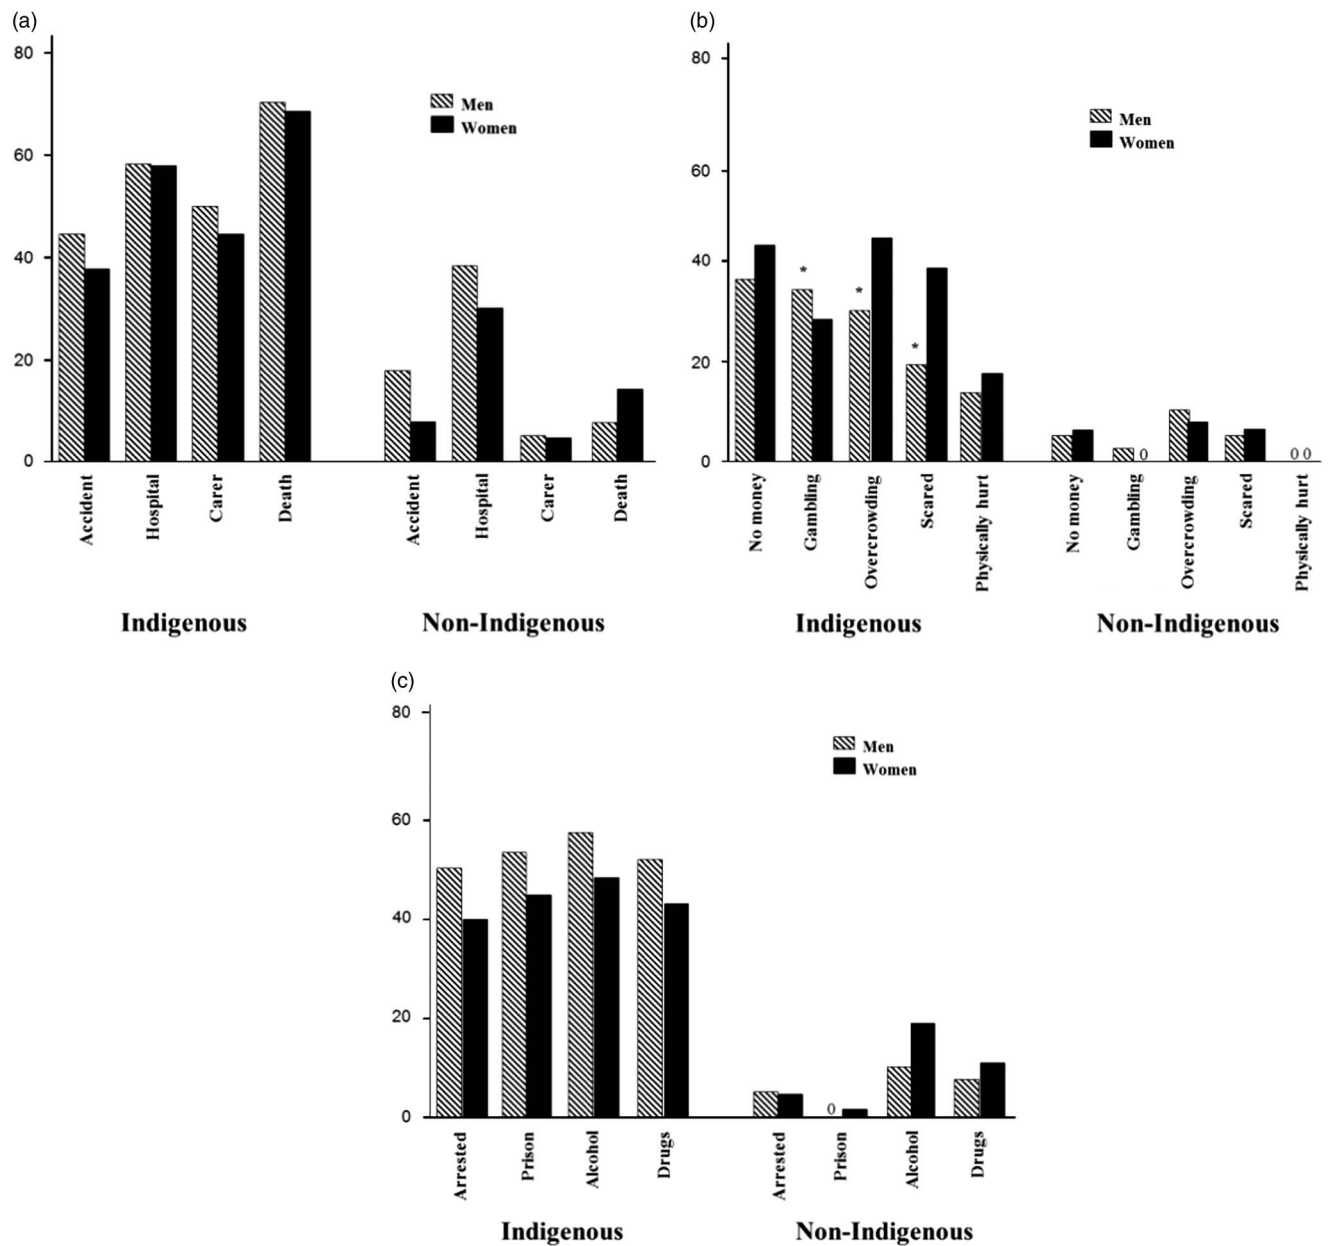 (a)
80
60
40
20
0
Men
Women
Accident
Hospital
Carer
Death
Accident
Hospital
Carer
Death
Indigenous
Non-Indigenous
(b)
80
60
40
20
0
Men
Women
*
*
*
0
0 0
No money
Gambling
Overcrowding
Scared
Physically hurt
No money
Gambling
Overcrowding
Scared
Physically hurt
Indigenous
Non-Indigenous
(c)
80
60
40
20
0
Men
Women
0
Arrested
Prison
Alcohol
Drugs
Arrested
Prison
Alcohol
Drugs
Indigenous
Non-Indigenous